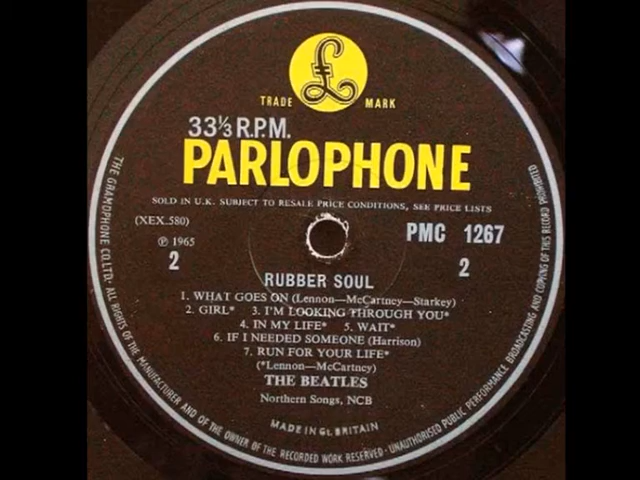 TRADE MARK
33⅓ R.P.M.
PARLOPHONE
SOLD IN U.K. SUBJECT TO RESALE PRICE CONDITIONS, SEE PRICE LISTS
(XEX.580)
PMC 1267
℗ 1965
2
2
RUBBER SOUL
1. WHAT GOES ON (Lennon—McCartney—Starkey)
2. GIRL* 3. I'M LOOKING THROUGH YOU*
4. IN MY LIFE* 5. WAIT*
6. IF I NEEDED SOMEONE (Harrison)
7. RUN FOR YOUR LIFE*
(*Lennon—McCartney)
THE BEATLES
Northern Songs, NCB
MADE IN GT. BRITAIN
THE GRAMOPHONE CO. LTD. · ALL RIGHTS OF THE MANUFACTURER AND OF THE OWNER OF THE RECORDED WORK RESERVED · UNAUTHORISED PUBLIC PERFORMANCE BROADCASTING AND COPYING OF THIS RECORD PROHIBITED